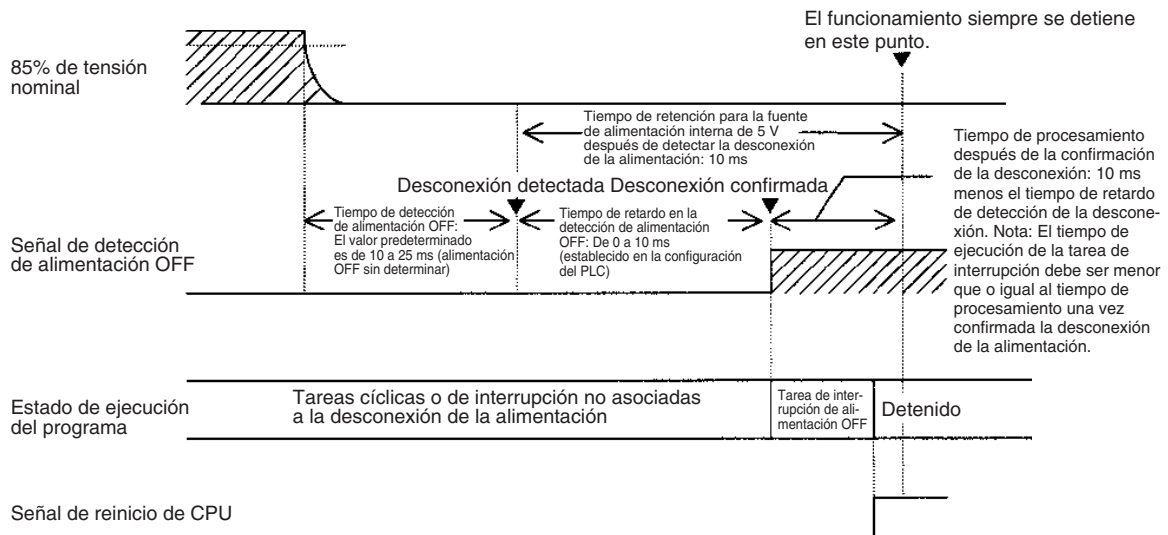 El funcionamiento siempre se detiene
en este punto.
85% de tensión
nominal
Tiempo de retención para la fuente
de alimentación interna de 5 V
después de detectar la desconexión
de la alimentación: 10 ms
Tiempo de procesamiento
después de la confirmación
de la desconexión: 10 ms
menos el tiempo de retardo
de detección de la descone-
xión. Nota: El tiempo de
ejecución de la tarea de
interrupción debe ser menor
que o igual al tiempo de
procesamiento una vez
confirmada la desconexión
de la alimentación.
Desconexión detectada Desconexión confirmada
Señal de detección
de alimentación OFF
Tiempo de detección
de alimentación OFF:
El valor predeterminado
es de 10 a 25 ms (alimentación
OFF sin determinar)
Tiempo de retardo en la
detección de alimentación
OFF: De 0 a 10 ms
(establecido en la configuración
del PLC)
Estado de ejecución
del programa
Tareas cíclicas o de interrupción no asociadas
a la desconexión de la alimentación
Tarea de inter-
rupción de ali-
mentación OFF
Detenido
Señal de reinicio de CPU